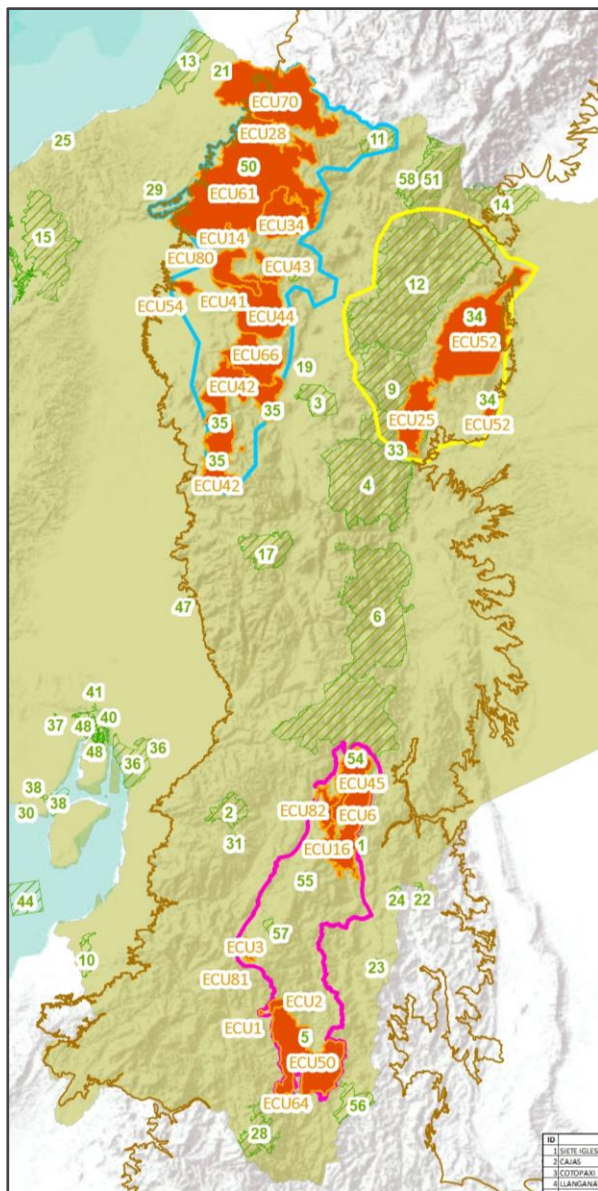 13
21
ECU70
25
ECU28
11
50
58
51
29
ECU61
14
15
ECU34
ECU14
ECU80
ECU43
12
ECU54
ECU41
ECU44
34
ECU52
ECU66
19
ECU42
9
3
34
35
35
ECU25
ECU52
35
33
ECU42
4
17
47
6
41
37
48
40
48
36
36
54
38
38
ECU45
30
2
ECU82
ECU6
31
ECU16
1
55
44
24
22
57
10
ECU3
23
ECU81
ECU2
ECU1
5
ECU50
ECU64
56
28
ID
1 SIETE IGLES
2 CAJAS
3 COTOPAXI
4 LLANGANA